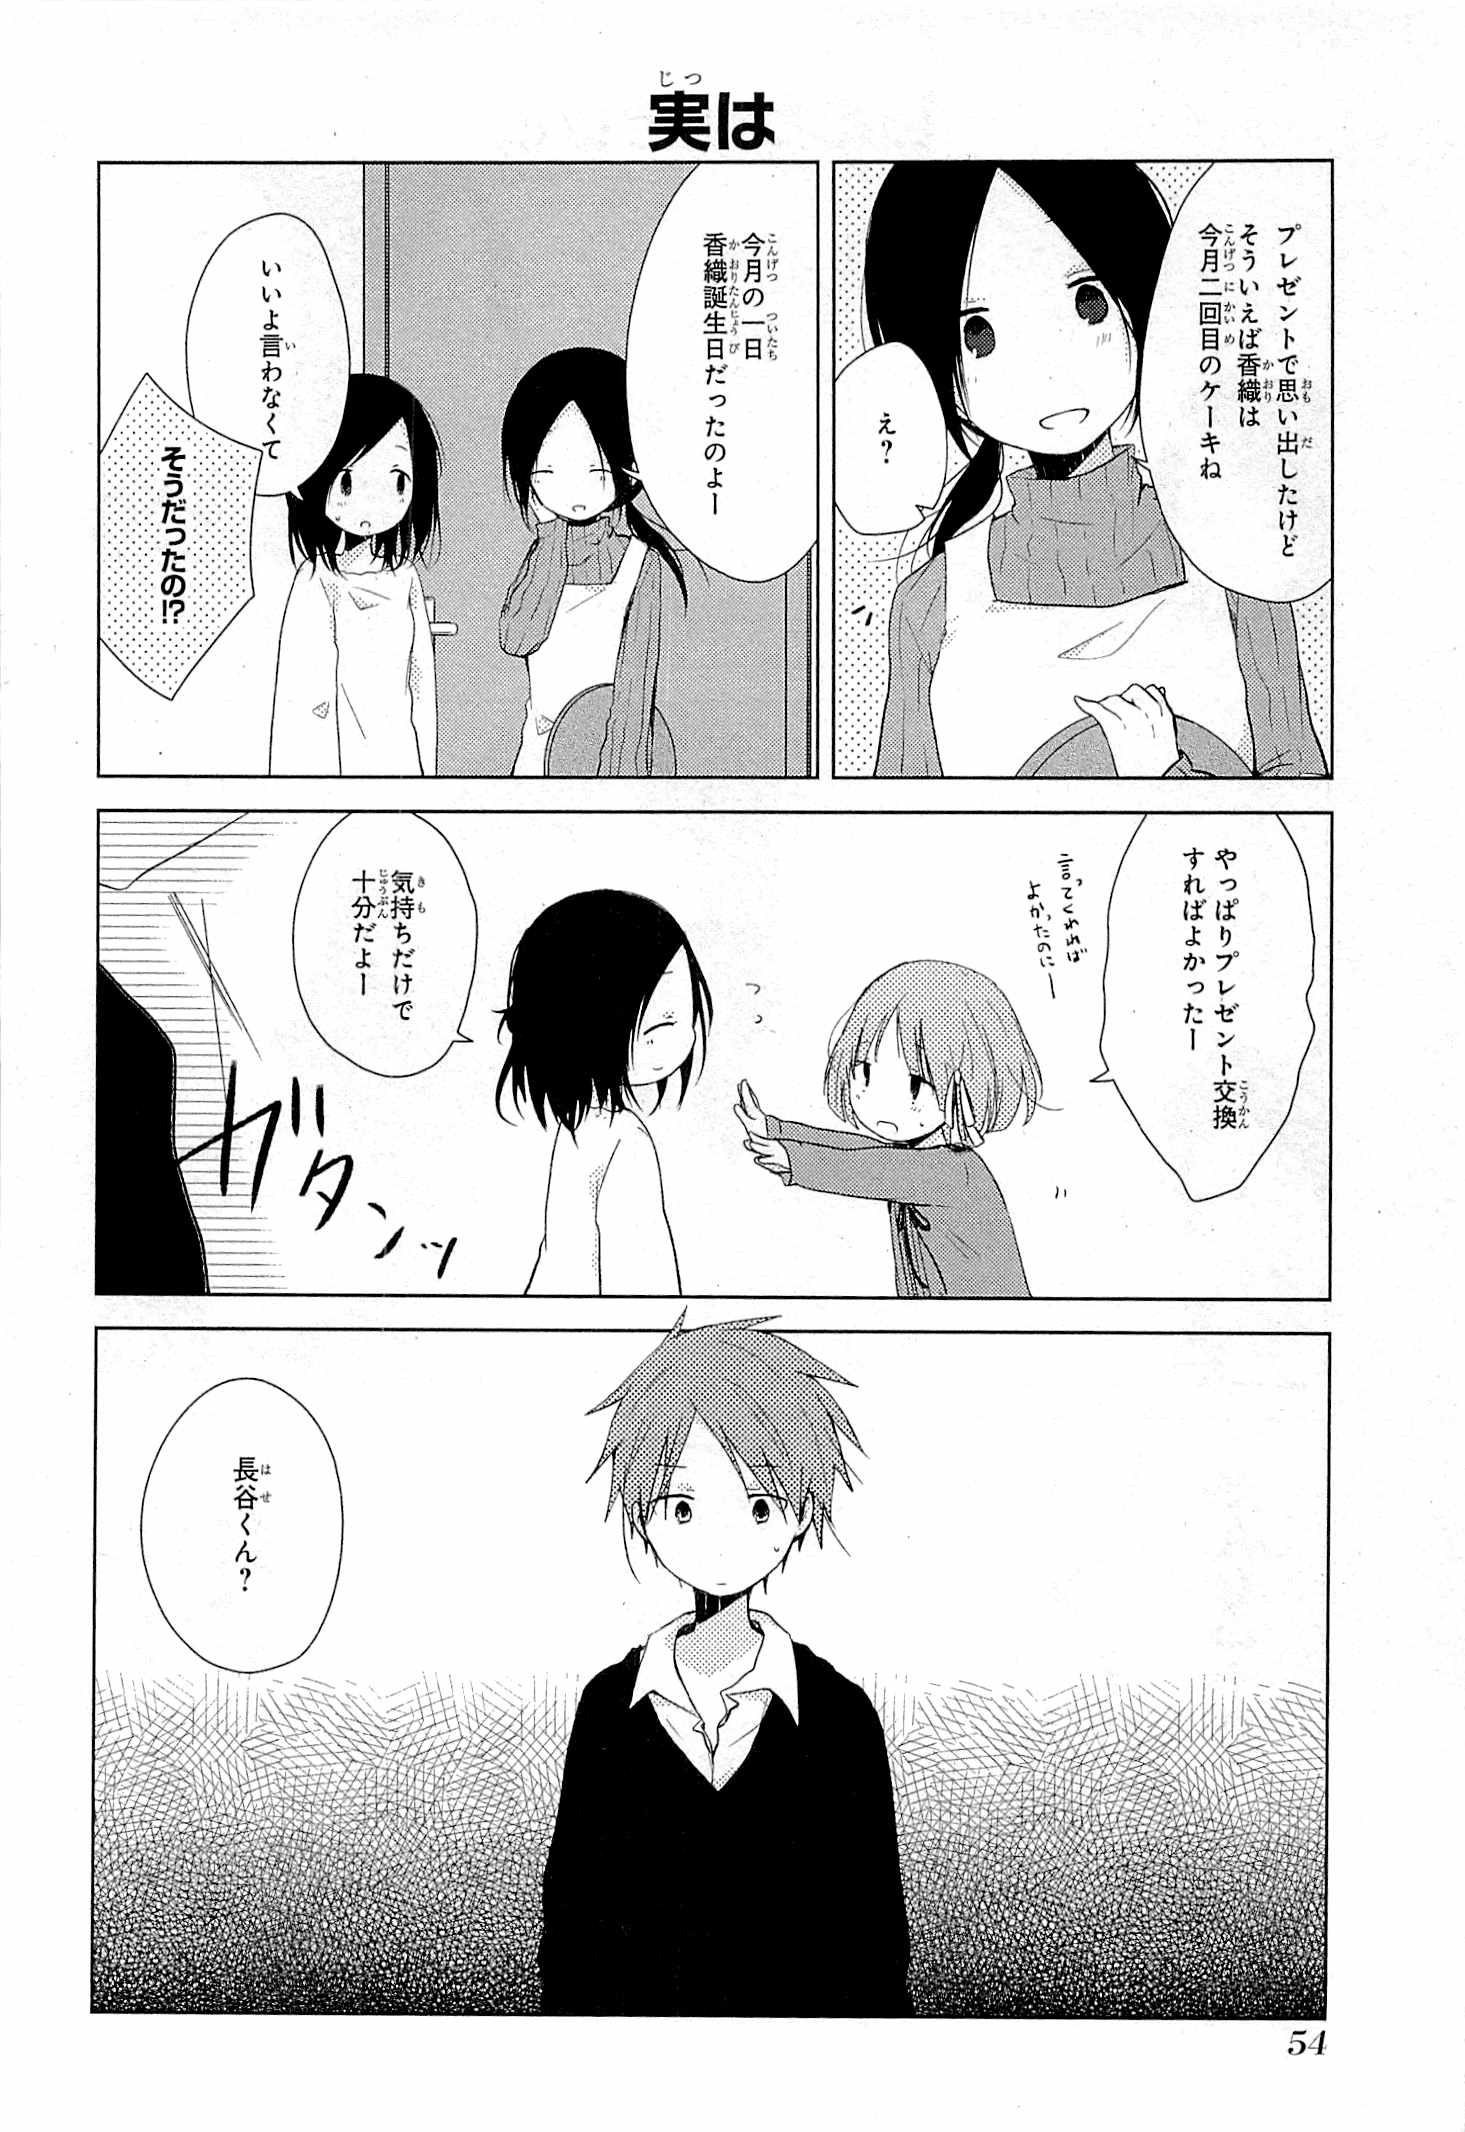 実は
プレゼントで思い出したけど
そういえば香織は
今月二回目のケーキね
え?
今月の一日
香織誕生日だったのよー
いいよ言わなくて
そうだったの!?
やっぱりプレゼント交換
すればよかったー
言ってくれれば
よかったのにー
気持ちだけで
十分だよー
ガタンッ
長谷くん?
54